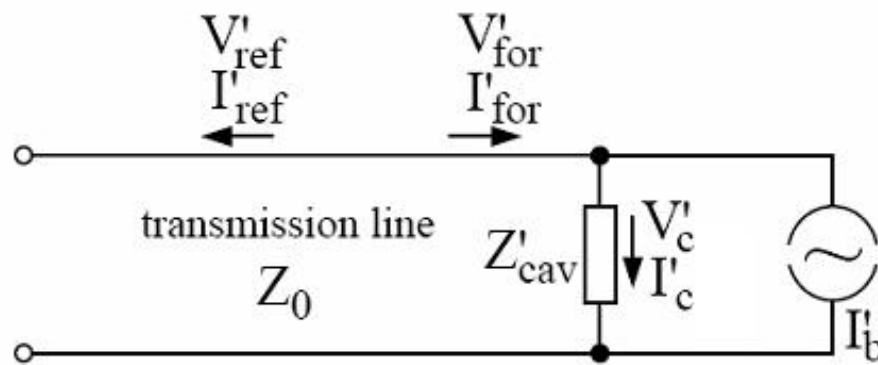 V'ref V'for
I'ref I'for
transmission line
Z0
Z'cav
V'c
I'c
I'b